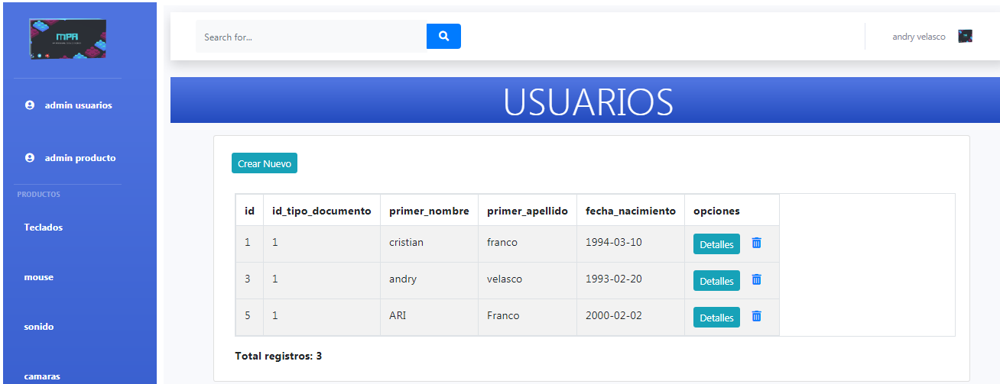 MPA
admin usuarios
admin producto
PRODUCTOS
Teclados
mouse
sonido
camaras
Search for...
andry velasco
USUARIOS
Crear Nuevo
id id_tipo_documento primer_nombre primer_apellido fecha_nacimiento opciones
1 1 cristian franco 1994-03-10 Detalles
3 1 andry velasco 1993-02-20 Detalles
5 1 ARI Franco 2000-02-02 Detalles
Total registros: 3